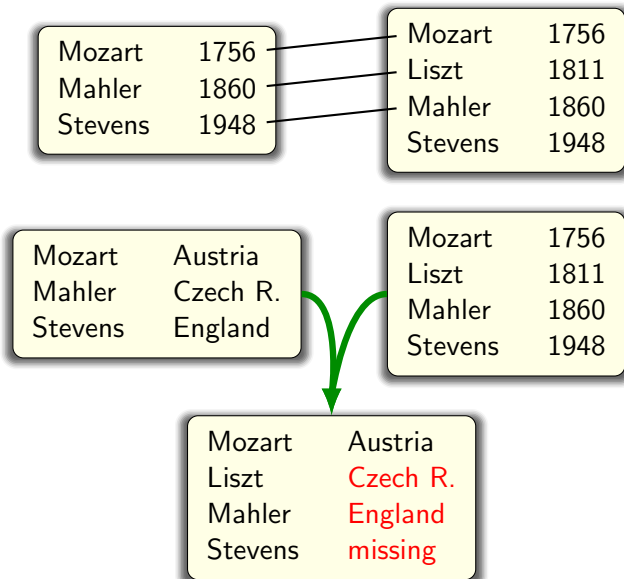 Mozart 1756
Mahler 1860
Stevens 1948
Mozart 1756
Liszt 1811
Mahler 1860
Stevens 1948
Mozart Austria
Mahler Czech R.
Stevens England
Mozart 1756
Liszt 1811
Mahler 1860
Stevens 1948
Mozart Austria
Liszt Czech R.
Mahler England
Stevens missing